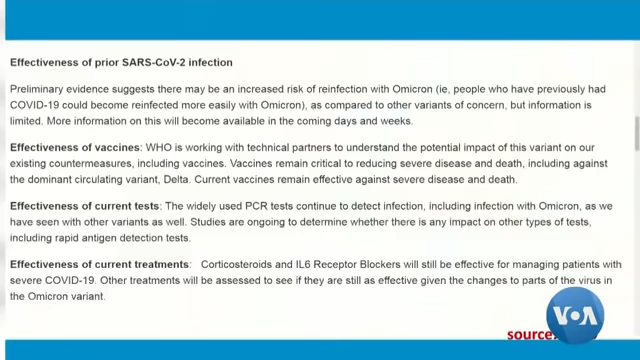 Effectiveness of prior SARS-CoV-2 infection
Preliminary evidence suggests there may be an increased risk of reinfection with Omicron (ie, people who have previously had
COVID-19 could become reinfected more easily with Omicron), as compared to other variants of concern, but information is
limited. More information on this will become available in the coming days and weeks.
Effectiveness of vaccines: WHO is working with technical partners to understand the potential impact of this variant on our
existing countermeasures, including vaccines. Vaccines remain critical to reducing severe disease and death, including against
the dominant circulating variant, Delta. Current vaccines remain effective against severe disease and death.
Effectiveness of current tests: The widely used PCR tests continue to detect infection, including infection with Omicron, as we
have seen with other variants as well. Studies are ongoing to determine whether there is any impact on other types of tests,
including rapid antigen detection tests.
Effectiveness of current treatments: Corticosteroids and IL6 Receptor Blockers will still be effective for managing patients with
severe COVID-19. Other treatments will be assessed to see if they are still as effective given the changes to parts of the virus in
the Omicron variant.
VOA
source: